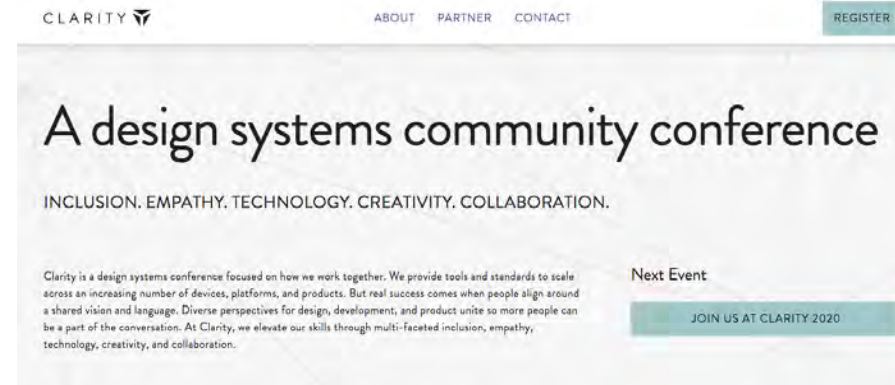 CLARITY
ABOUT PARTNER CONTACT
REGISTER
A design systems community conference
INCLUSION. EMPATHY. TECHNOLOGY. CREATIVITY. COLLABORATION.
Clarity is a design systems conference focused on how we work together. We provide tools and standards to scale
across an increasing number of devices, platforms, and products. But real success comes when people align around
a shared vision and language. Diverse perspectives for design, development, and product unite so more people can
be a part of the conversation. At Clarity, we elevate our skills through multi-faceted inclusion, empathy,
technology, creativity, and collaboration.
Next Event
JOIN US AT CLARITY 2020